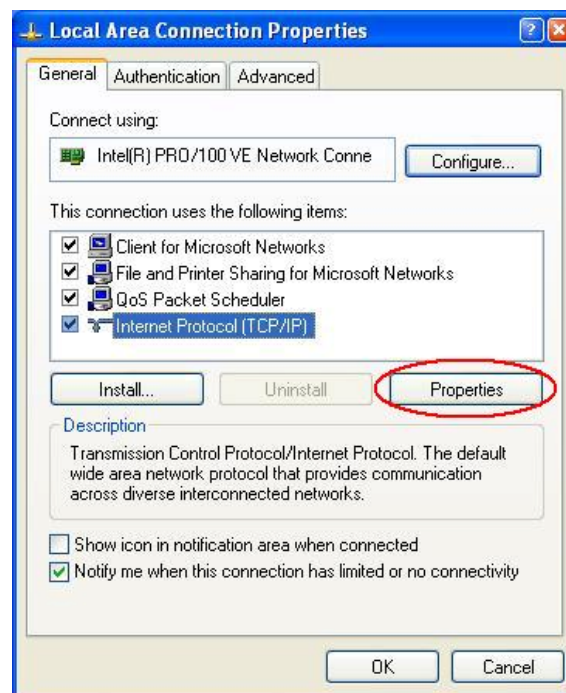 Local Area Connection Properties
General Authentication Advanced
Connect using:
Intel(R) PRO/100 VE Network Conne
Configure...
This connection uses the following items:
Client for Microsoft Networks
File and Printer Sharing for Microsoft Networks
QoS Packet Scheduler
Internet Protocol (TCP/IP)
Install... Uninstall Properties
Description
Transmission Control Protocol/Internet Protocol. The default
wide area network protocol that provides communication
across diverse interconnected networks.
Show icon in notification area when connected
Notify me when this connection has limited or no connectivity
OK Cancel